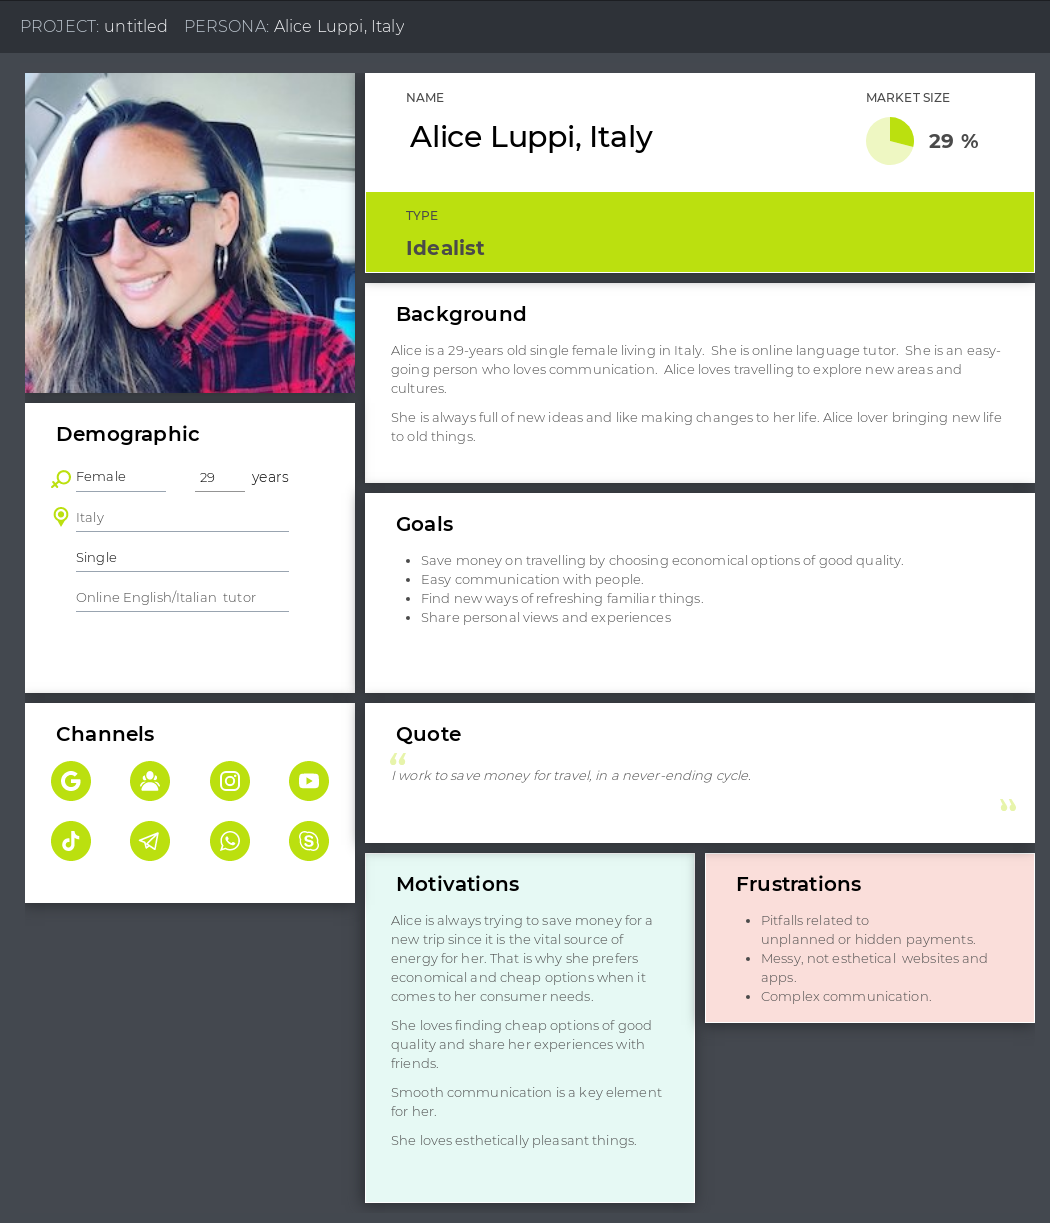 PROJECT: untitled PERSONA: Alice Luppi, Italy
NAME
Alice Luppi, Italy
MARKET SIZE
29 %
TYPE
Idealist
Background
Alice is a 29-years old single female living in Italy. She is online language tutor. She is an easy-
going person who loves communication. Alice loves travelling to explore new areas and
cultures.
She is always full of new ideas and like making changes to her life. Alice lover bringing new life
to old things.
Demographic
Female 29 years
Italy
Single
Online English/Italian tutor
Goals
• Save money on travelling by choosing economical options of good quality.
• Easy communication with people.
• Find new ways of refreshing familiar things.
• Share personal views and experiences
Channels
Quote
“
I work to save money for travel, in a never-ending cycle.
”
Motivations
Alice is always trying to save money for a
new trip since it is the vital source of
energy for her. That is why she prefers
economical and cheap options when it
comes to her consumer needs.
She loves finding cheap options of good
quality and share her experiences with
friends.
Smooth communication is a key element
for her.
She loves esthetically pleasant things.
Frustrations
• Pitfalls related to
unplanned or hidden payments.
• Messy, not esthetical websites and
apps.
• Complex communication.